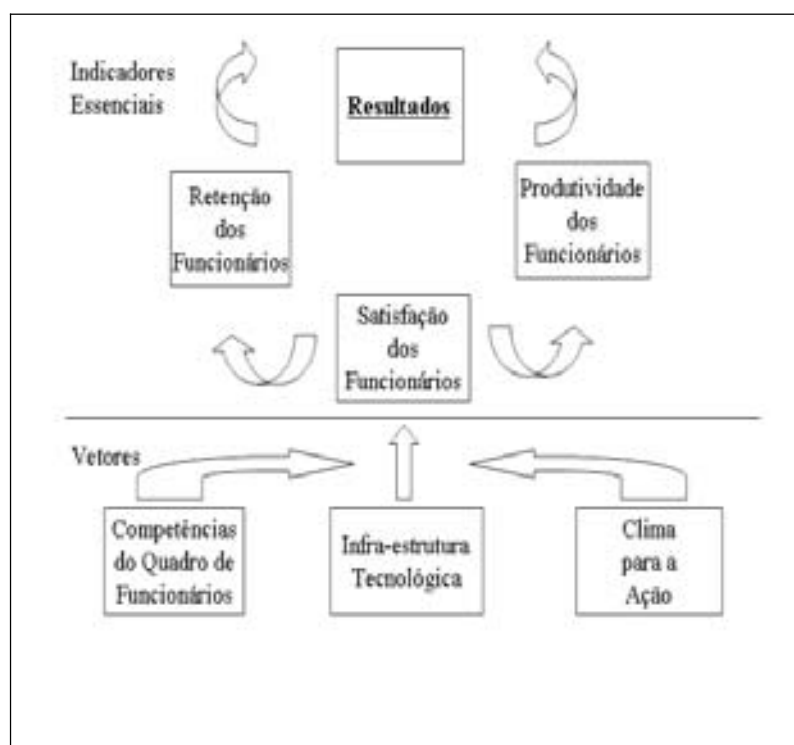 Indicadores
Essenciais
Resultados
Retenção
dos
Funcionários
Produtividade
dos
Funcionários
Satisfação
dos
Funcionários
Vetores
Competências
do Quadro de
Funcionários
Infra-estrutura
Tecnológica
Clima
para a
Ação